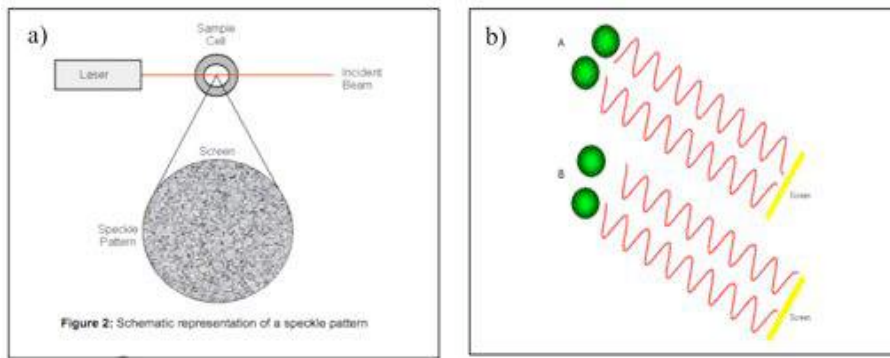 a)
Sample
Cell
Laser
Incident
Beam
Screen
Speckle
Pattern
Figure 2: Schematic representation of a speckle pattern
b)
A
Screen
B
Screen